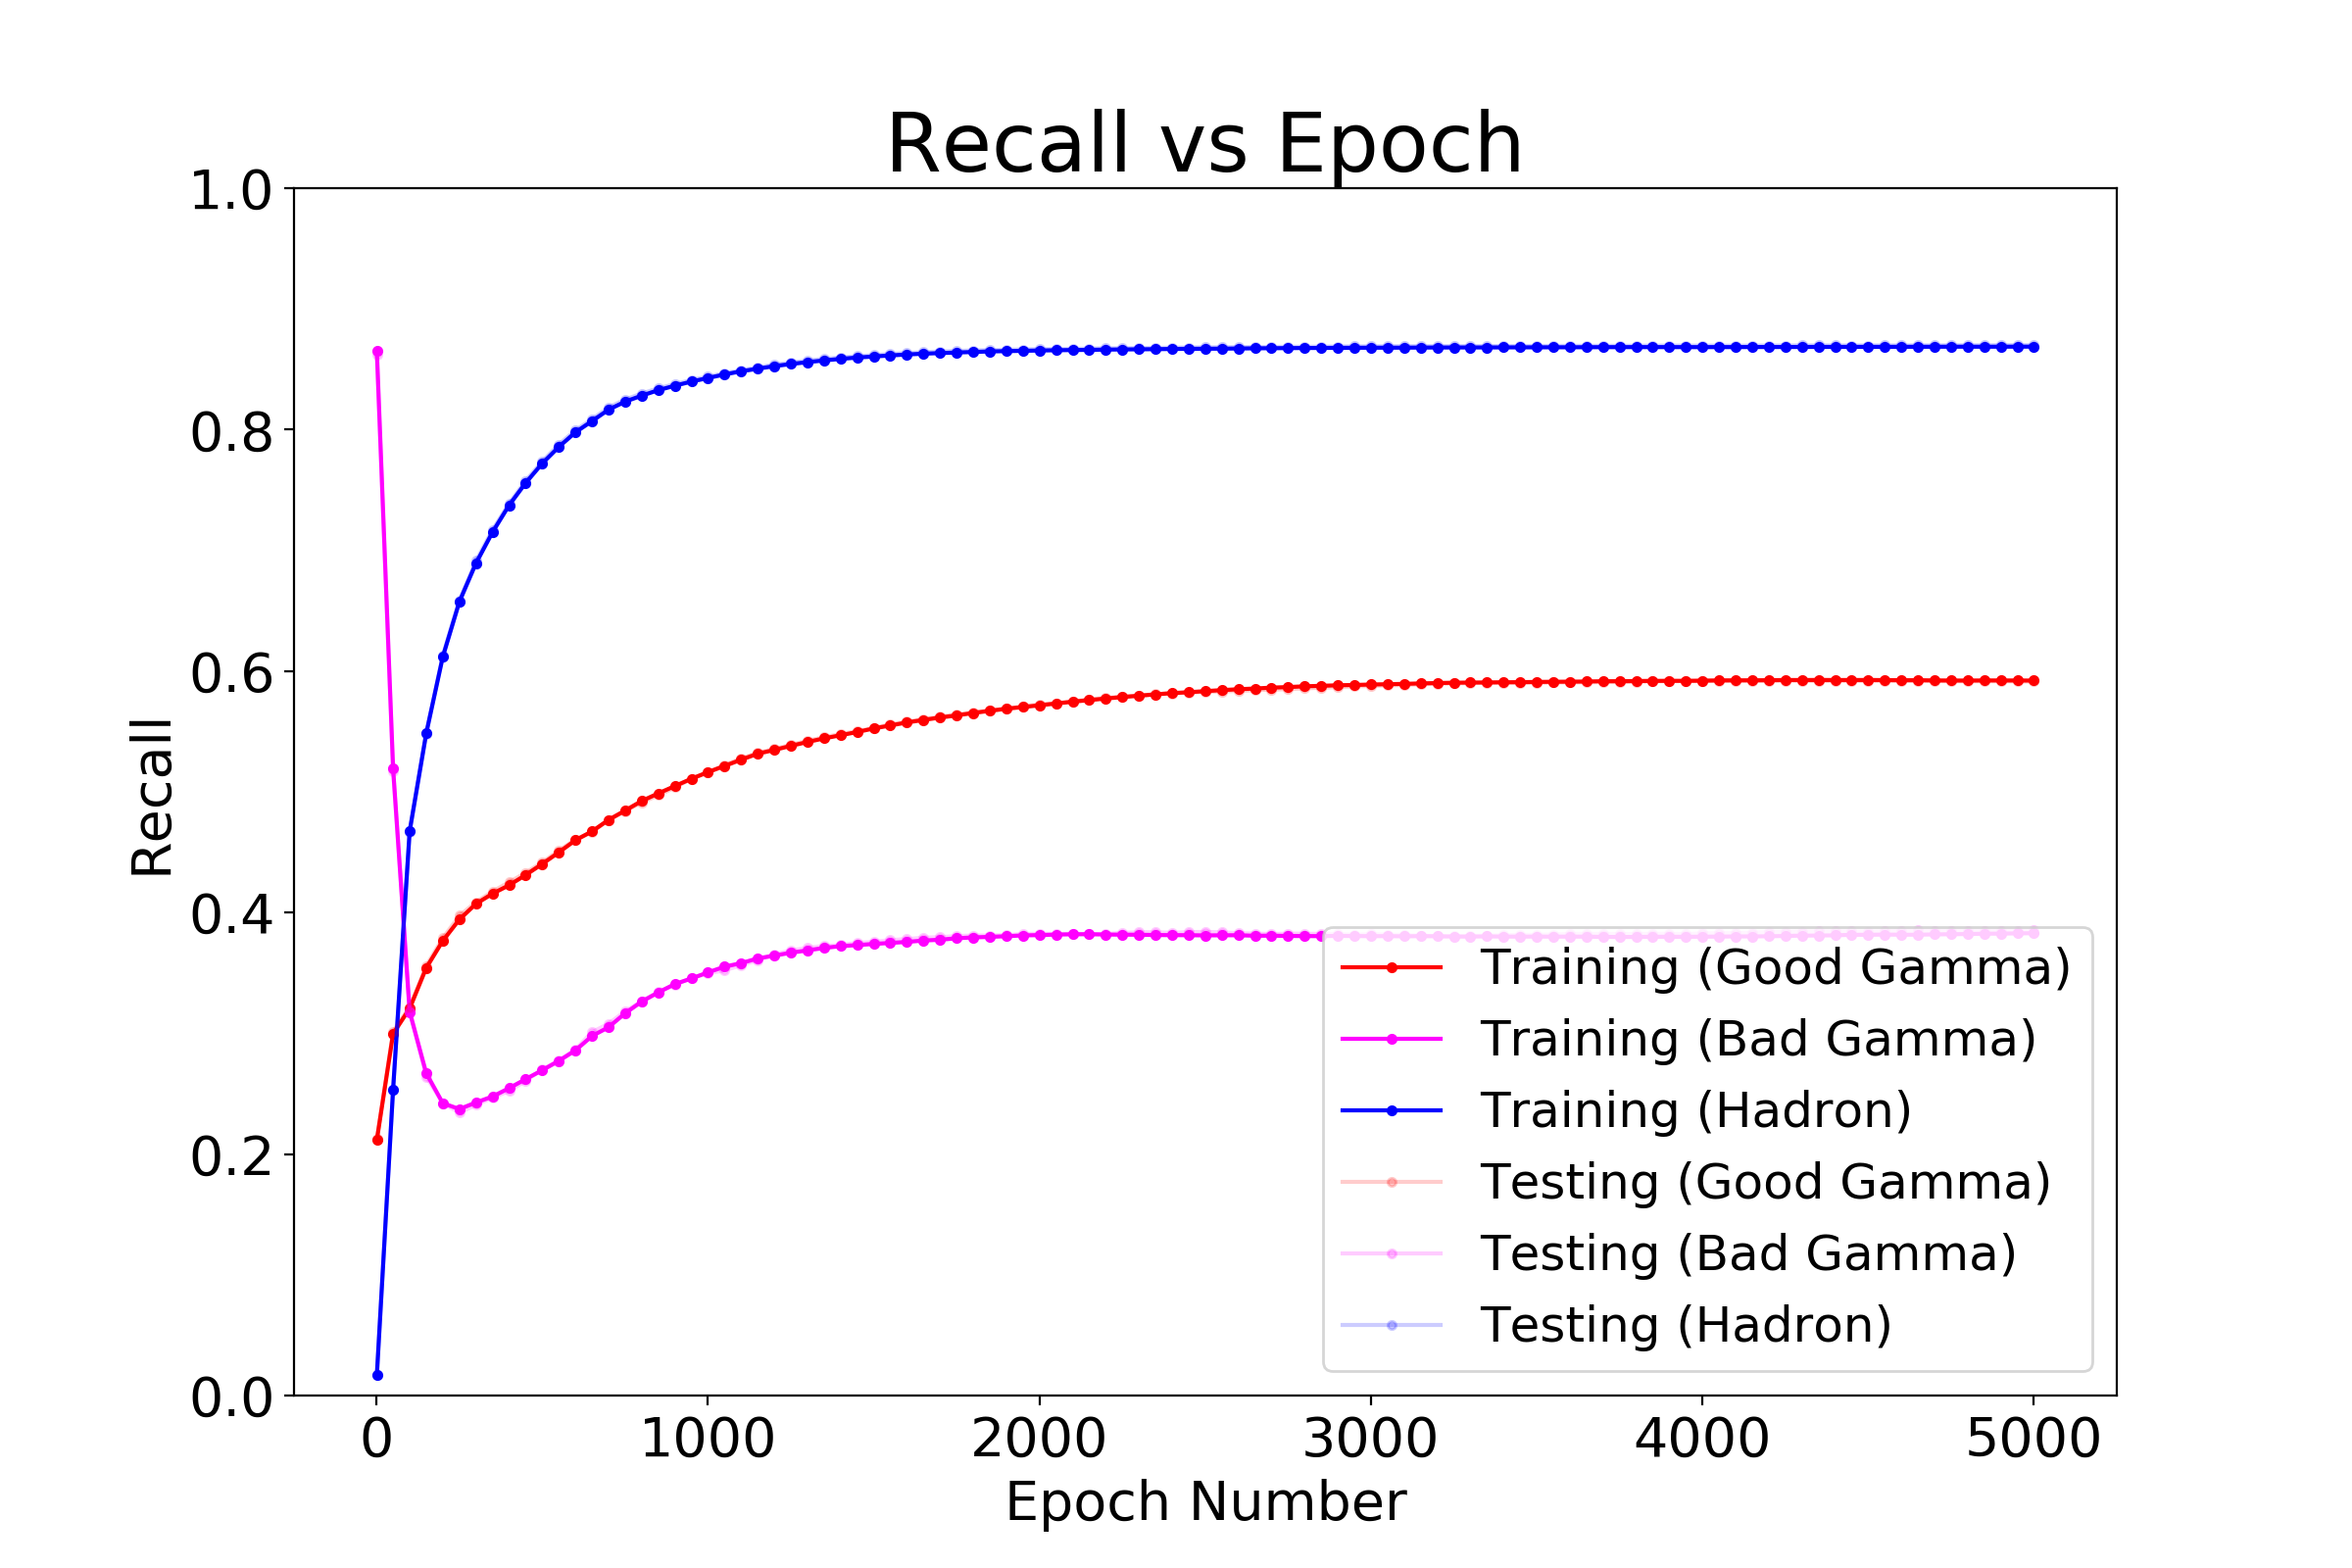 Recall vs Epoch
1.0
0.8
0.6
0.4
0.2
0.0
Recall
Training (Good Gamma)
Training (Bad Gamma)
Training (Hadron)
Testing (Good Gamma)
Testing (Bad Gamma)
Testing (Hadron)
0 1000 2000 3000 4000 5000
Epoch Number